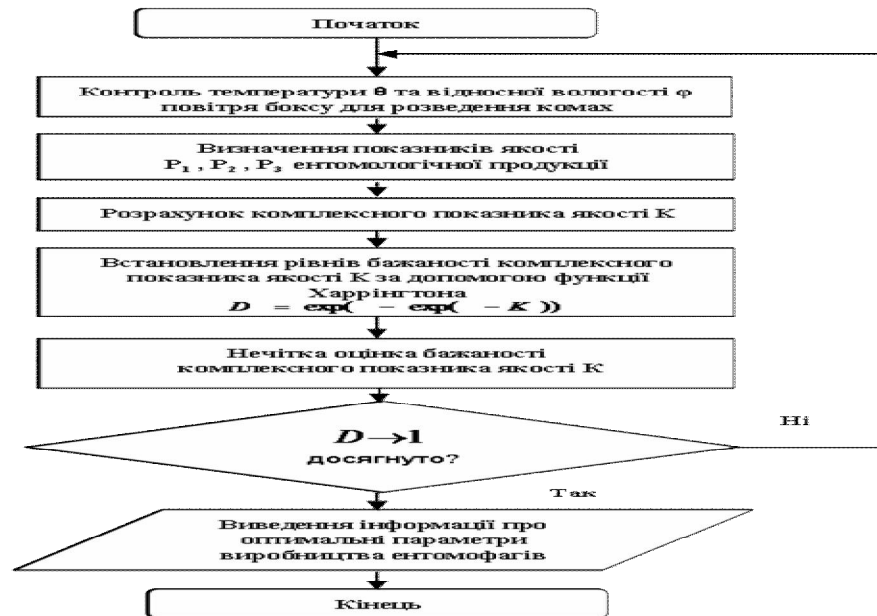 Початок
Контроль температури θ та відносної вологості φ
повітря боксу для розведення комах
Визначення показників якості
P₁ , P₂ , P₃ ентомологічної продукції
Розрахунок комплексного показника якості К
Встановлення рівнів бажаності комплексного
показника якості К за допомогою функції
Харрінгтона
D = exp( − exp( − K ))
Нечітка оцінка бажаності
комплексного показника якості К
D→1
досягнуто?
Ні
Так
Виведення інформації про
оптимальні параметри
виробництва ентомофагів
Кінець